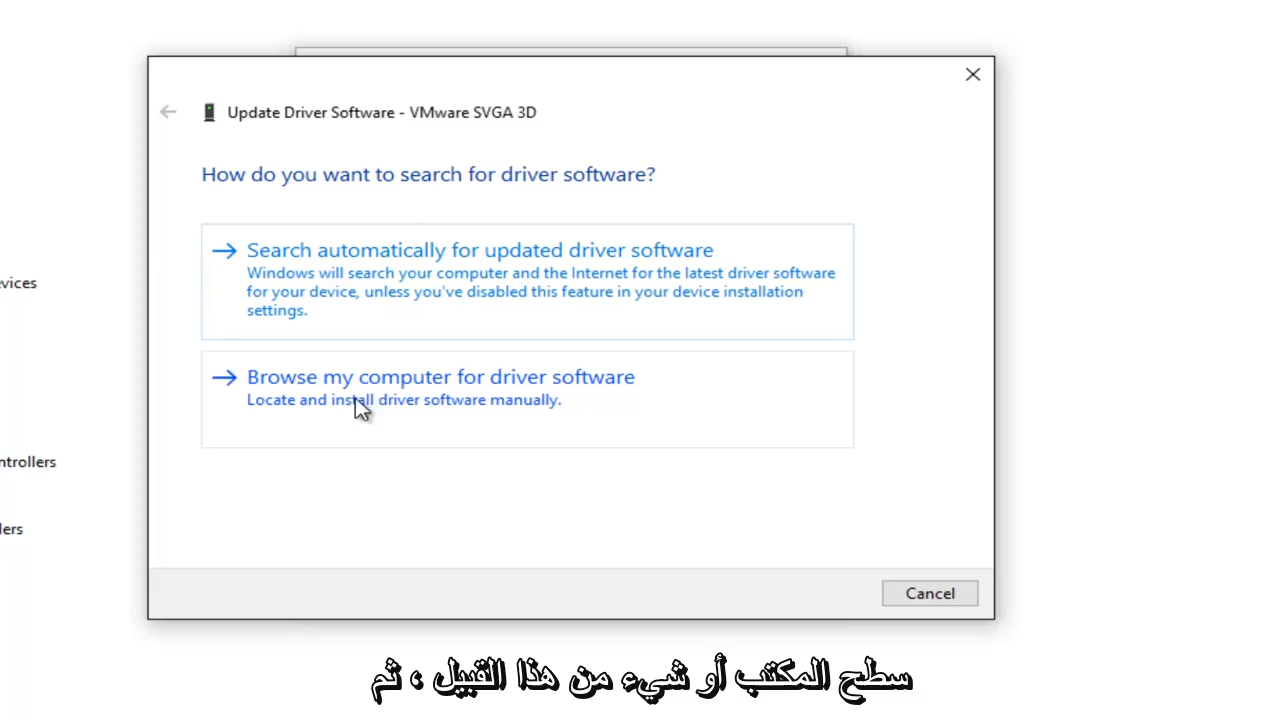 Update Driver Software - VMware SVGA 3D
How do you want to search for driver software?
Search automatically for updated driver software
Windows will search your computer and the Internet for the latest driver software
for your device, unless you've disabled this feature in your device installation
settings.
vices
Browse my computer for driver software
Locate and install driver software manually.
ntrollers
lers
Cancel
سطح المكتب أو شيء من هذا القبيل ، ثم